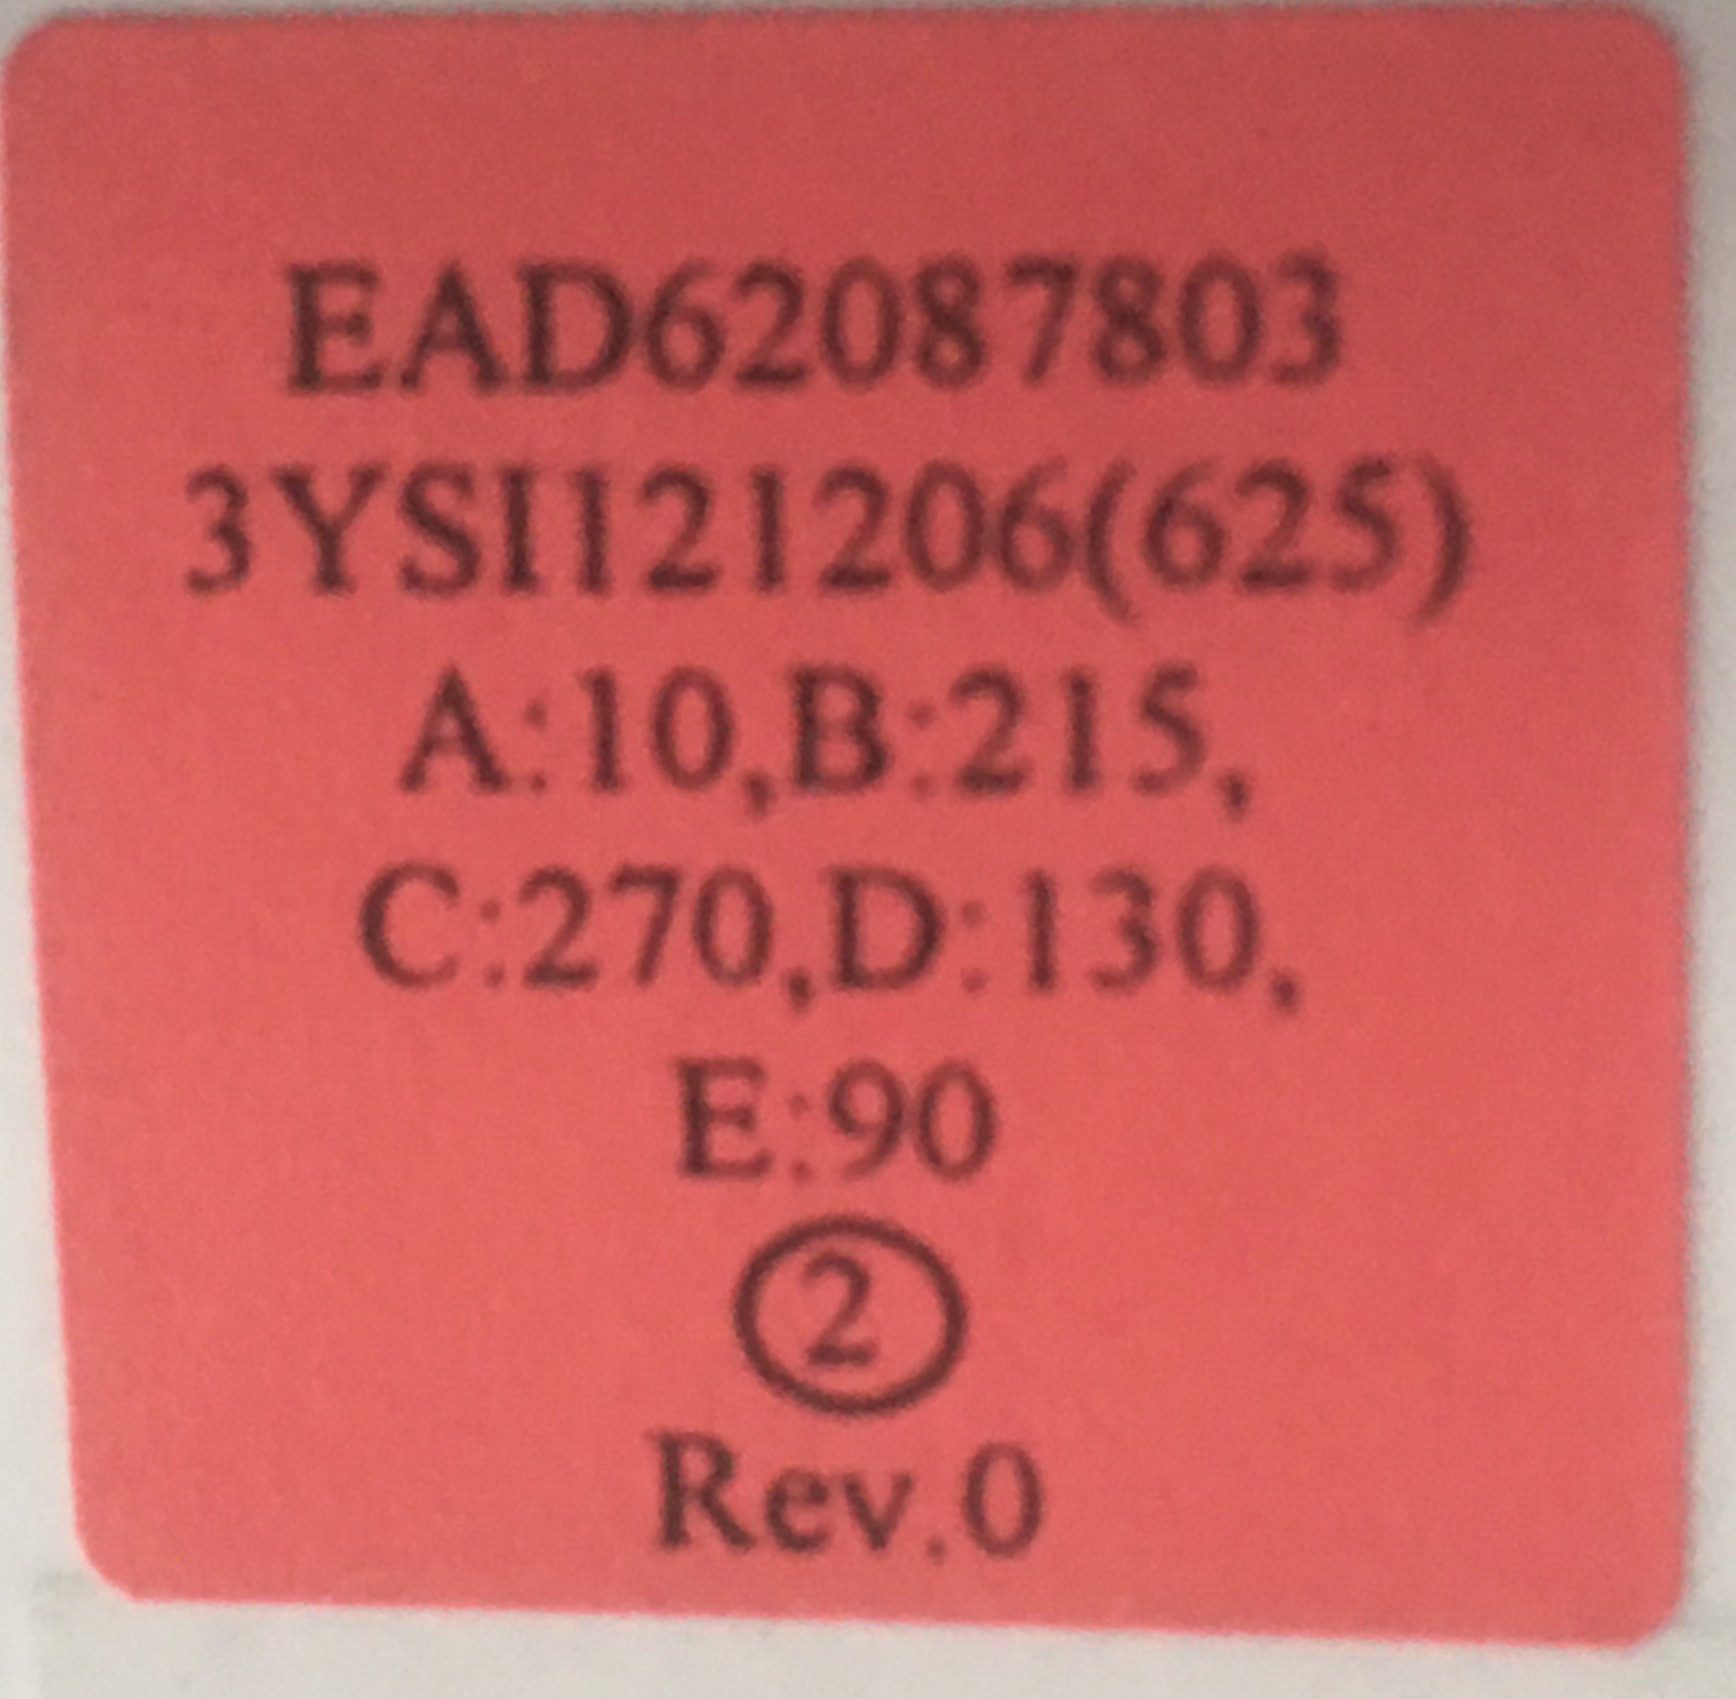 EAD62087803
3YSI121206(625)
A:10,B:215,
C:270,D:130,
E:90
2
Rev.0